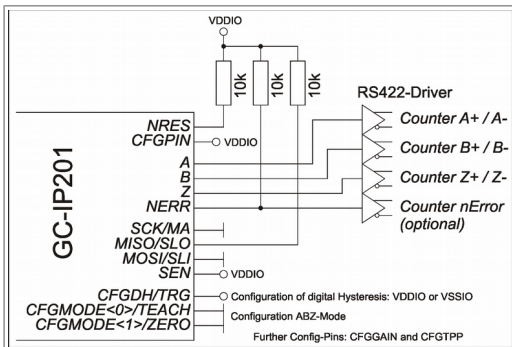 VDDIO
10k
10k
10k
RS422-Driver
NRES
CFGPIN
VDDIO
A
B
Z
NERR
Counter A+ / A-
Counter B+ / B-
Counter Z+ / Z-
Counter nError
(optional)
GC-IP201
SCK/MA
MISO/SLO
MOSI/SLI
SEN
VDDIO
CFGDH/TRG
Configuration of digital Hysteresis: VDDIO or VSSIO
CFGMODE<0>/TEACH
Configuration ABZ-Mode
CFGMODE<1>/ZERO
Further Config-Pins: CFGGAIN and CFGTPP